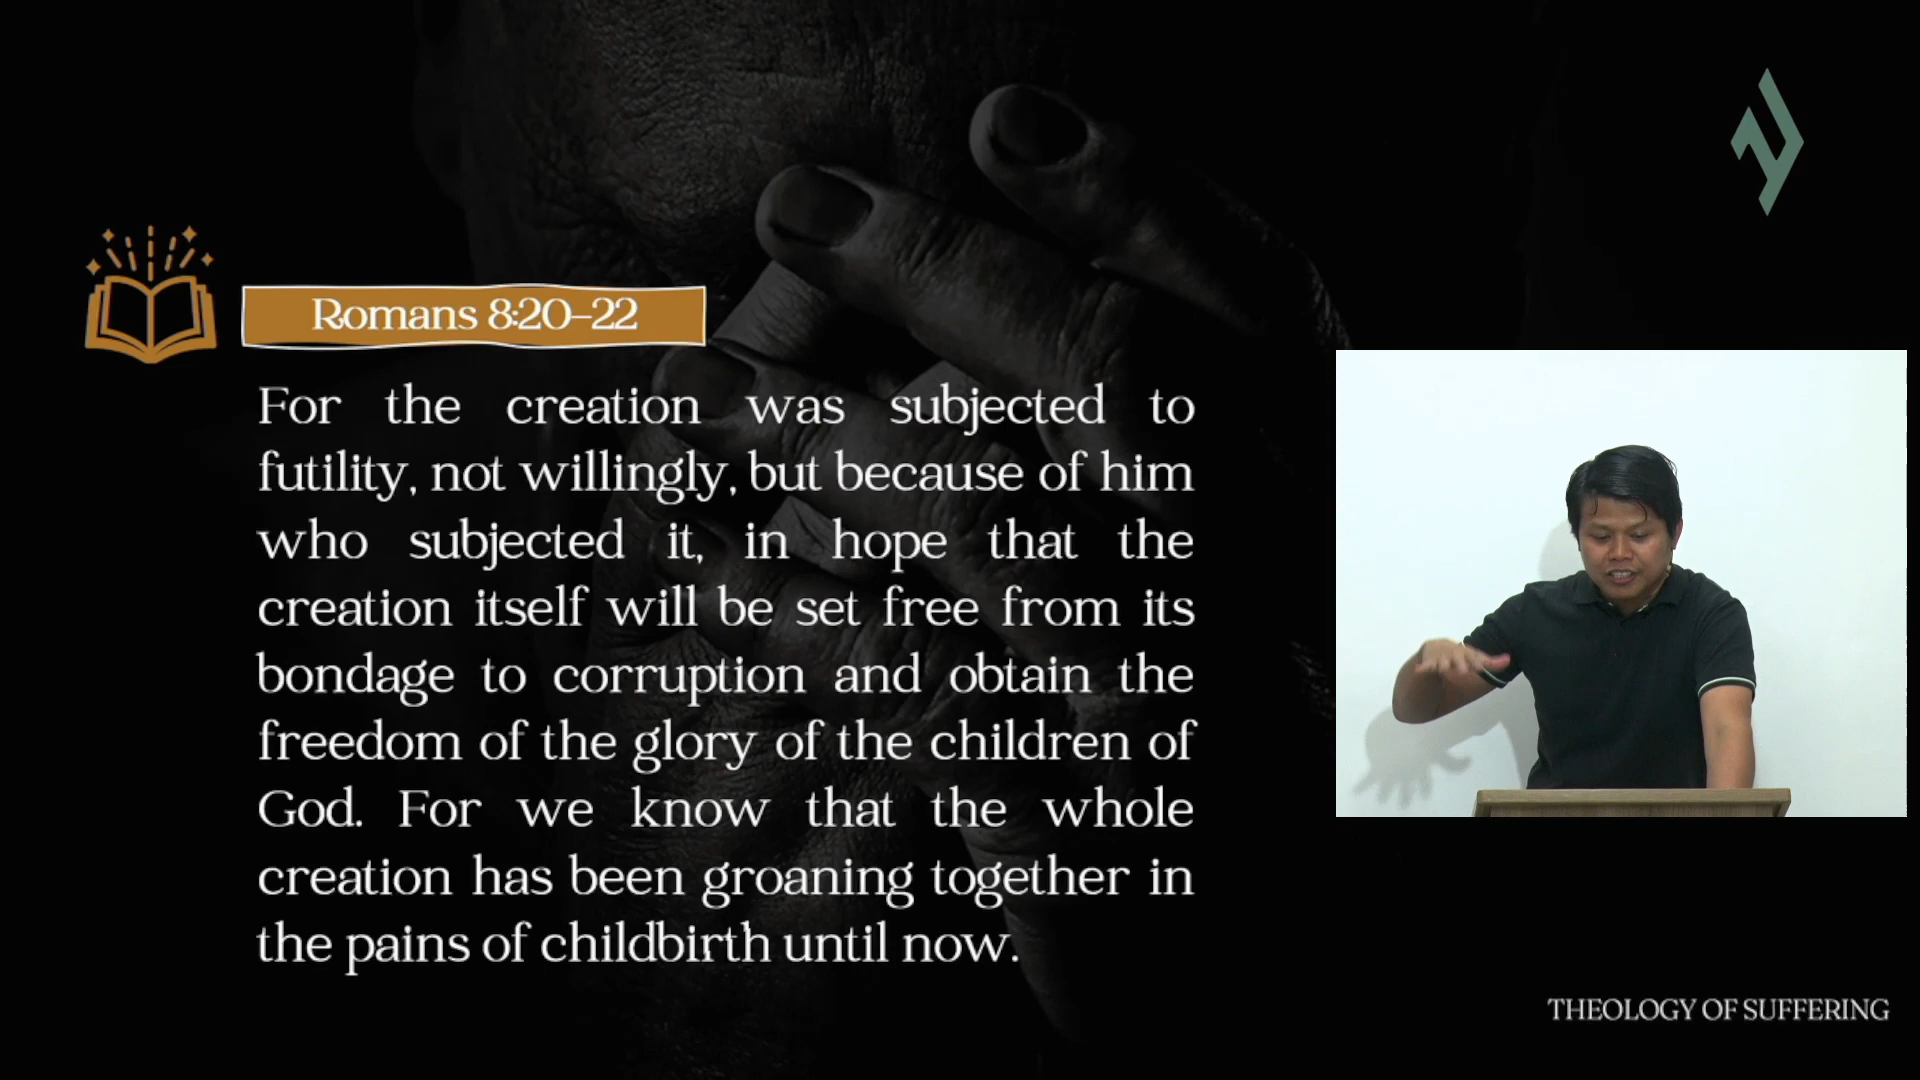 Romans 8:20–22
For the creation was subjected to
futility, not willingly, but because of him
who subjected it, in hope that the
creation itself will be set free from its
bondage to corruption and obtain the
freedom of the glory of the children of
God. For we know that the whole
creation has been groaning together in
the pains of childbirth until now.
THEOLOGY OF SUFFERING